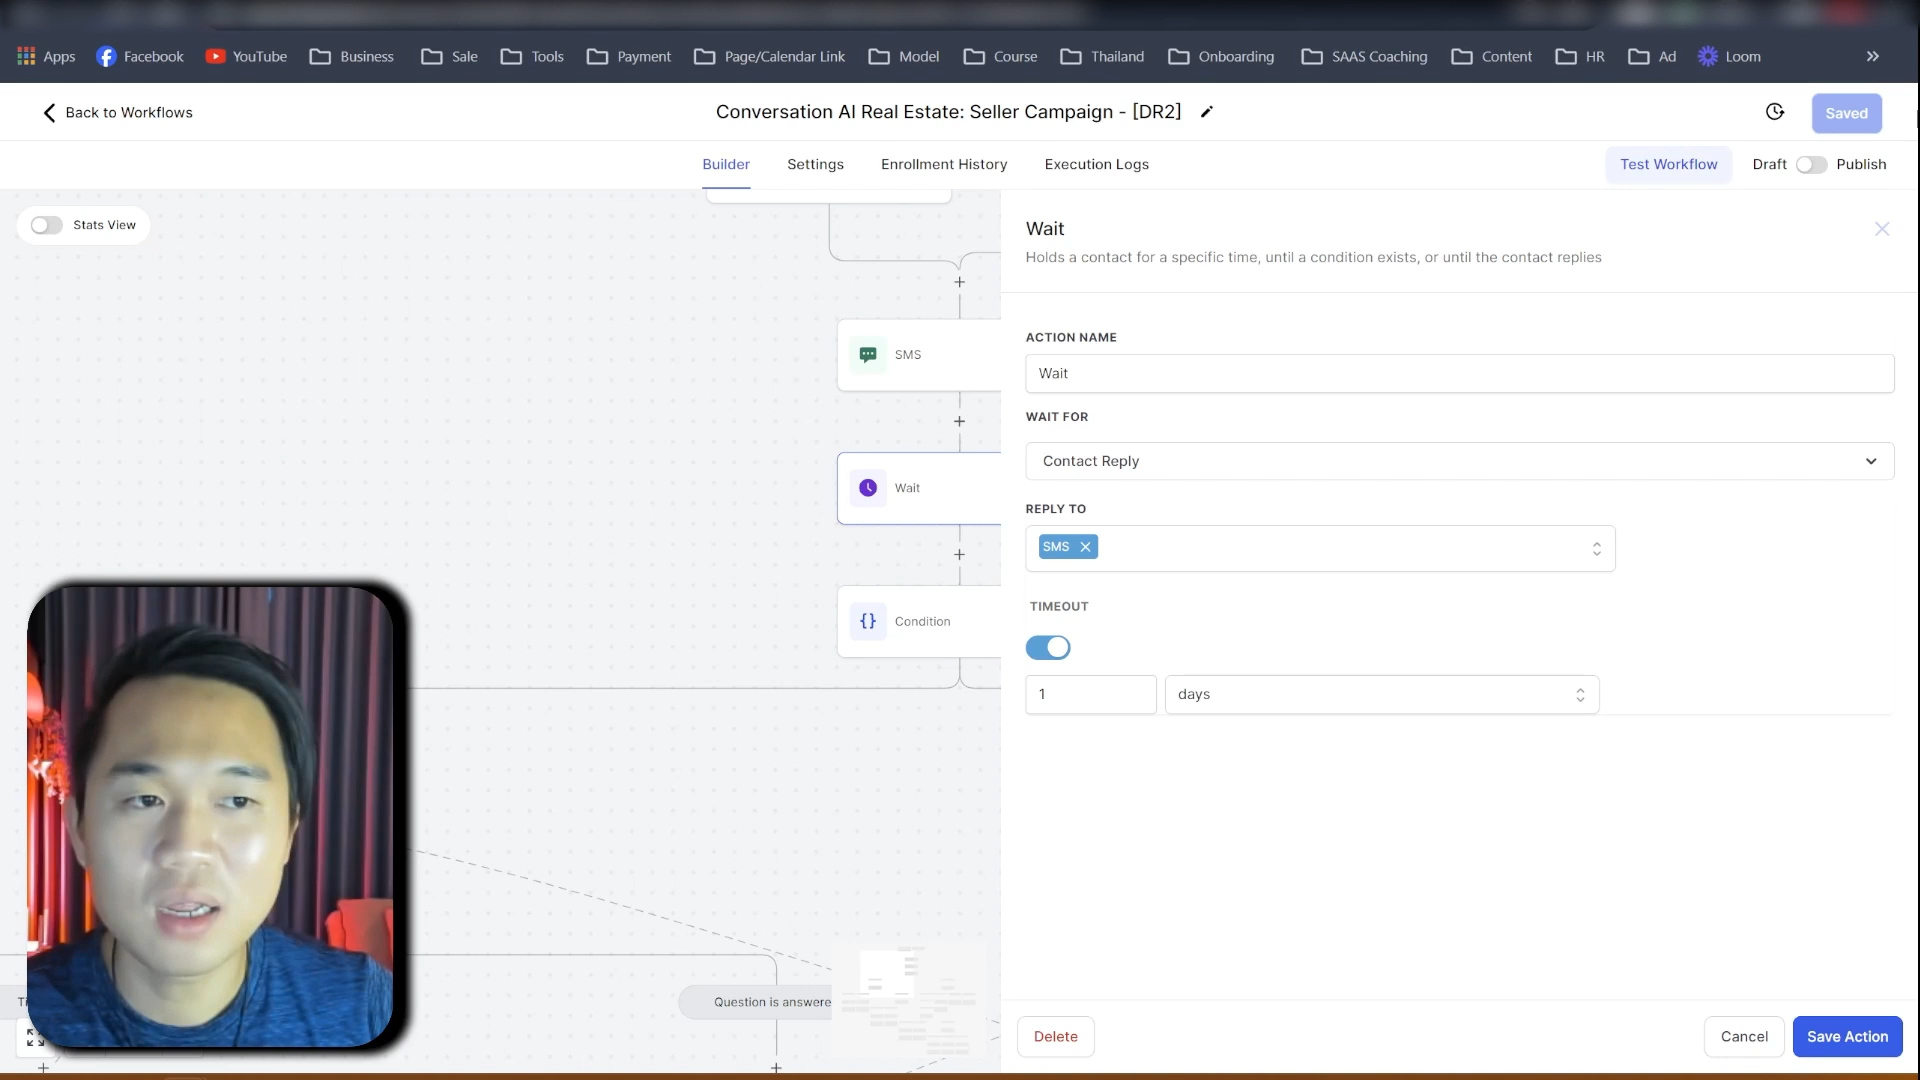 Apps
Facebook
YouTube
Business
Sale
Tools
Payment
Page/Calendar Link
Model
Course
Thailand
Onboarding
SAAS Coaching
Content
HR
Ad
Loom
Back to Workflows
Conversation AI Real Estate: Seller Campaign - [DR2]
Saved
Builder
Settings
Enrollment History
Execution Logs
Test Workflow
Draft
Publish
Stats View
SMS
Wait
{} Condition
Question is answere
Wait
Holds a contact for a specific time, until a condition exists, or until the contact replies
ACTION NAME
Wait
WAIT FOR
Contact Reply
REPLY TO
SMS
TIMEOUT
1
days
Delete
Cancel
Save Action